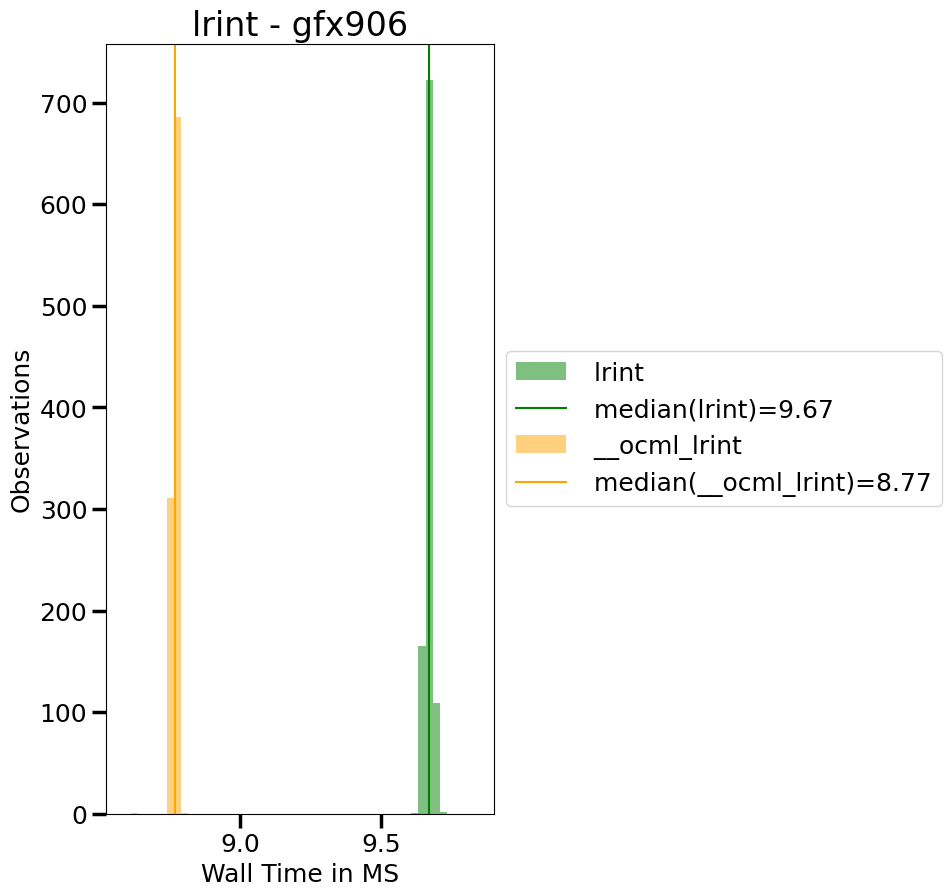 lrint - gfx906
700
600
500
400
300
200
100
0
Observations
9.0
9.5
Wall Time in MS
lrint
median(lrint)=9.67
__ocml_lrint
median(__ocml_lrint)=8.77